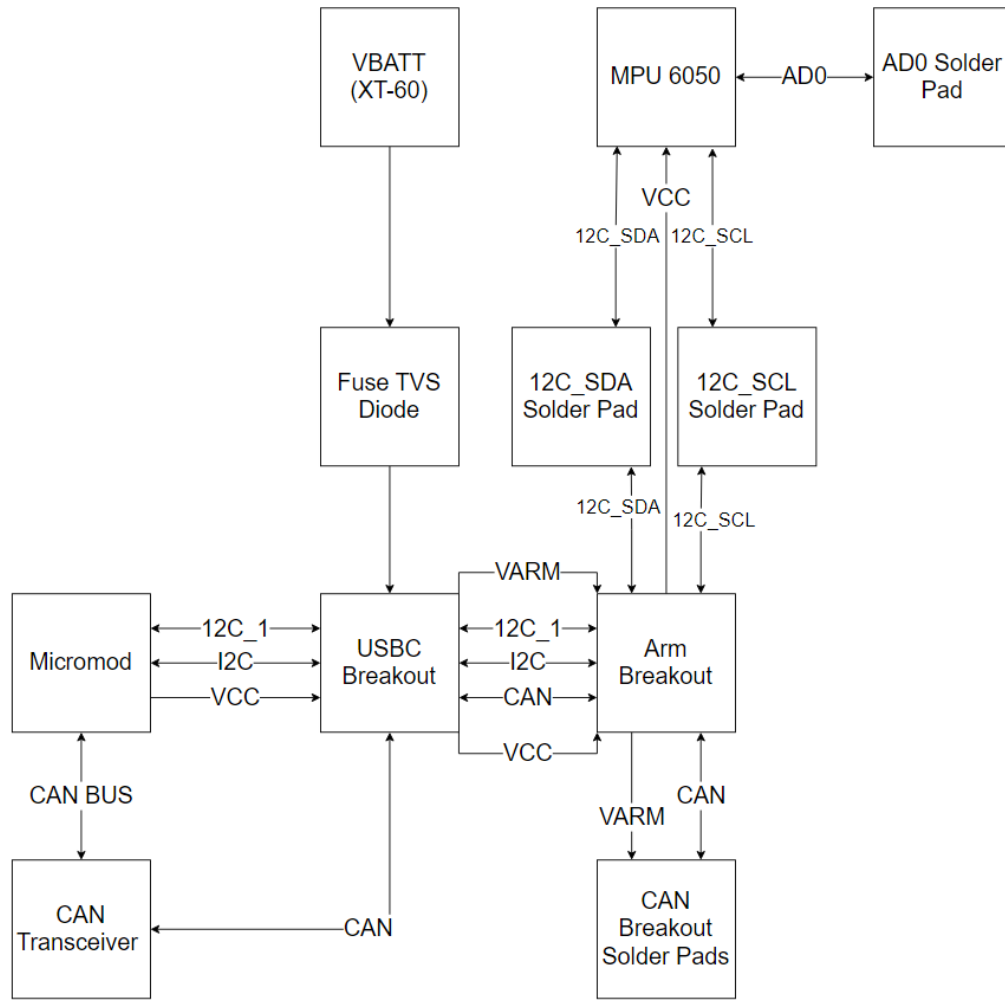 VBATT
(XT-60)
MPU 6050
AD0
AD0 Solder
Pad
VCC
12C_SDA
12C_SCL
Fuse TVS
Diode
12C_SDA
Solder Pad
12C_SCL
Solder Pad
12C_SDA
12C_SCL
VARM
Micromod
12C_1
I2C
VCC
USBC
Breakout
12C_1
I2C
CAN
VCC
Arm
Breakout
CAN BUS
VARM
CAN
CAN
Transceiver
CAN
CAN
Breakout
Solder Pads